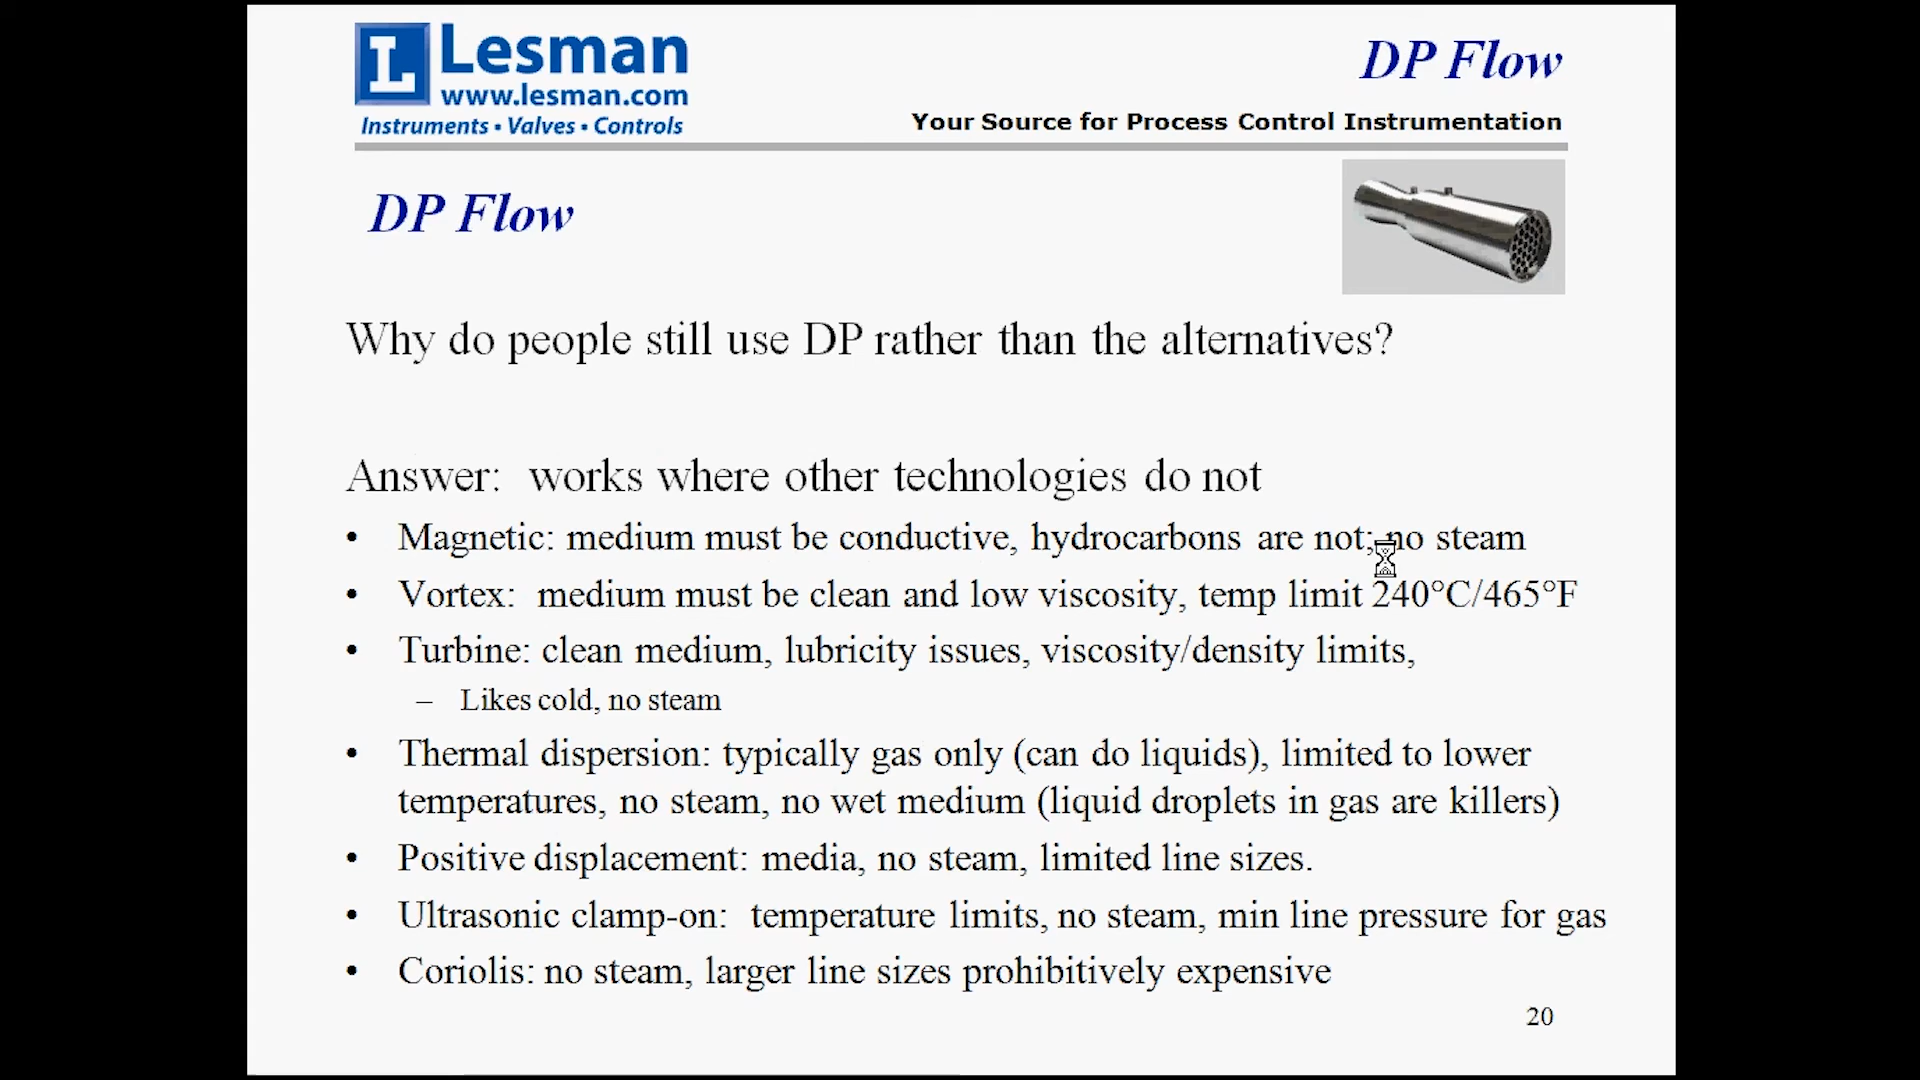 L Lesman
www.lesman.com
Instruments • Valves • Controls
DP Flow
Your Source for Process Control Instrumentation
DP Flow
Why do people still use DP rather than the alternatives?
Answer: works where other technologies do not
• Magnetic: medium must be conductive, hydrocarbons are not; no steam
• Vortex: medium must be clean and low viscosity, temp limit 240°C/465°F
• Turbine: clean medium, lubricity issues, viscosity/density limits,
– Likes cold, no steam
• Thermal dispersion: typically gas only (can do liquids), limited to lower
temperatures, no steam, no wet medium (liquid droplets in gas are killers)
• Positive displacement: media, no steam, limited line sizes.
• Ultrasonic clamp-on: temperature limits, no steam, min line pressure for gas
• Coriolis: no steam, larger line sizes prohibitively expensive
20